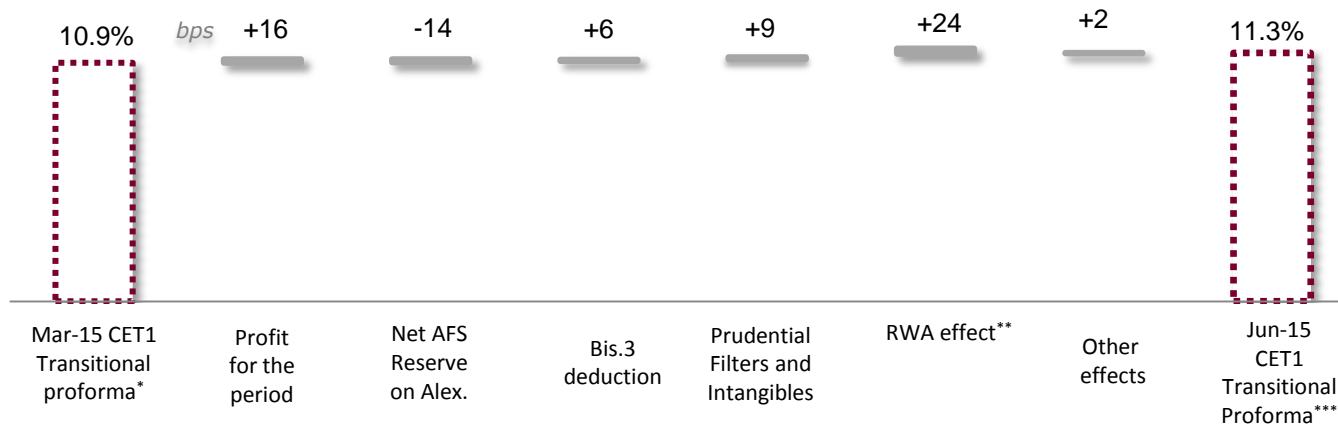 10.9%
bps
+16
-14
+6
+9
+24
+2
11.3%
Mar-15 CET1
Transitional
proforma*
Profit
for the
period
Net AFS
Reserve
on Alex.
Bis.3
deduction
Prudential
Filters and
Intangibles
RWA effect**
Other
effects
Jun-15
CET1
Transitional
Proforma***